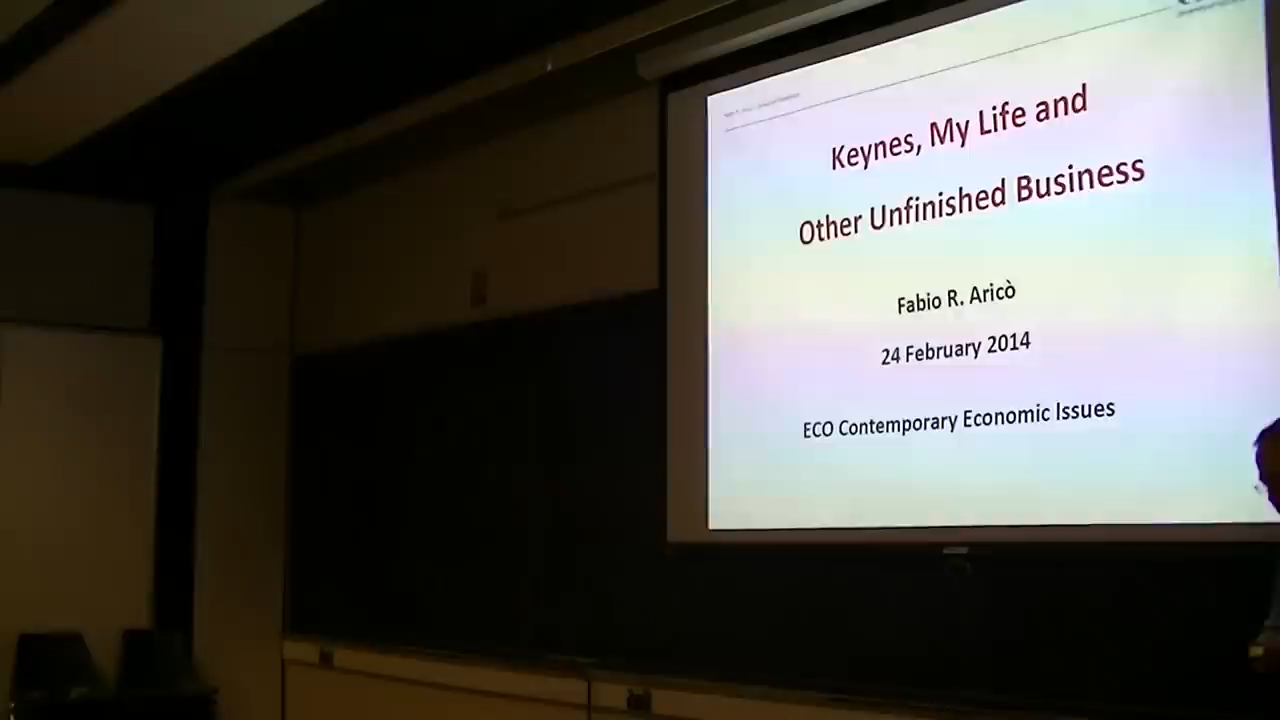 Keynes, My Life and
Other Unfinished Business
Fabio R. Aricò
24 February 2014
ECO Contemporary Economic Issues